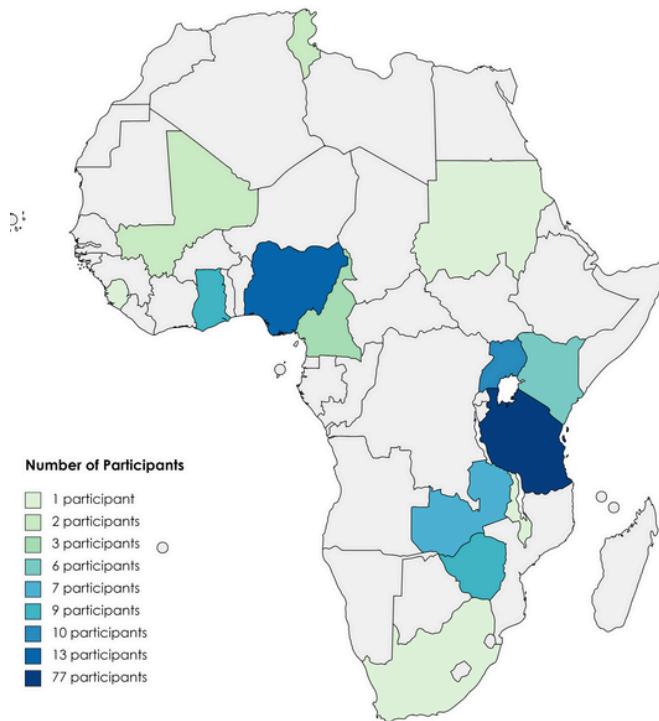 Number of Participants
1 participant
2 participants
3 participants
6 participants
7 participants
9 participants
10 participants
13 participants
77 participants